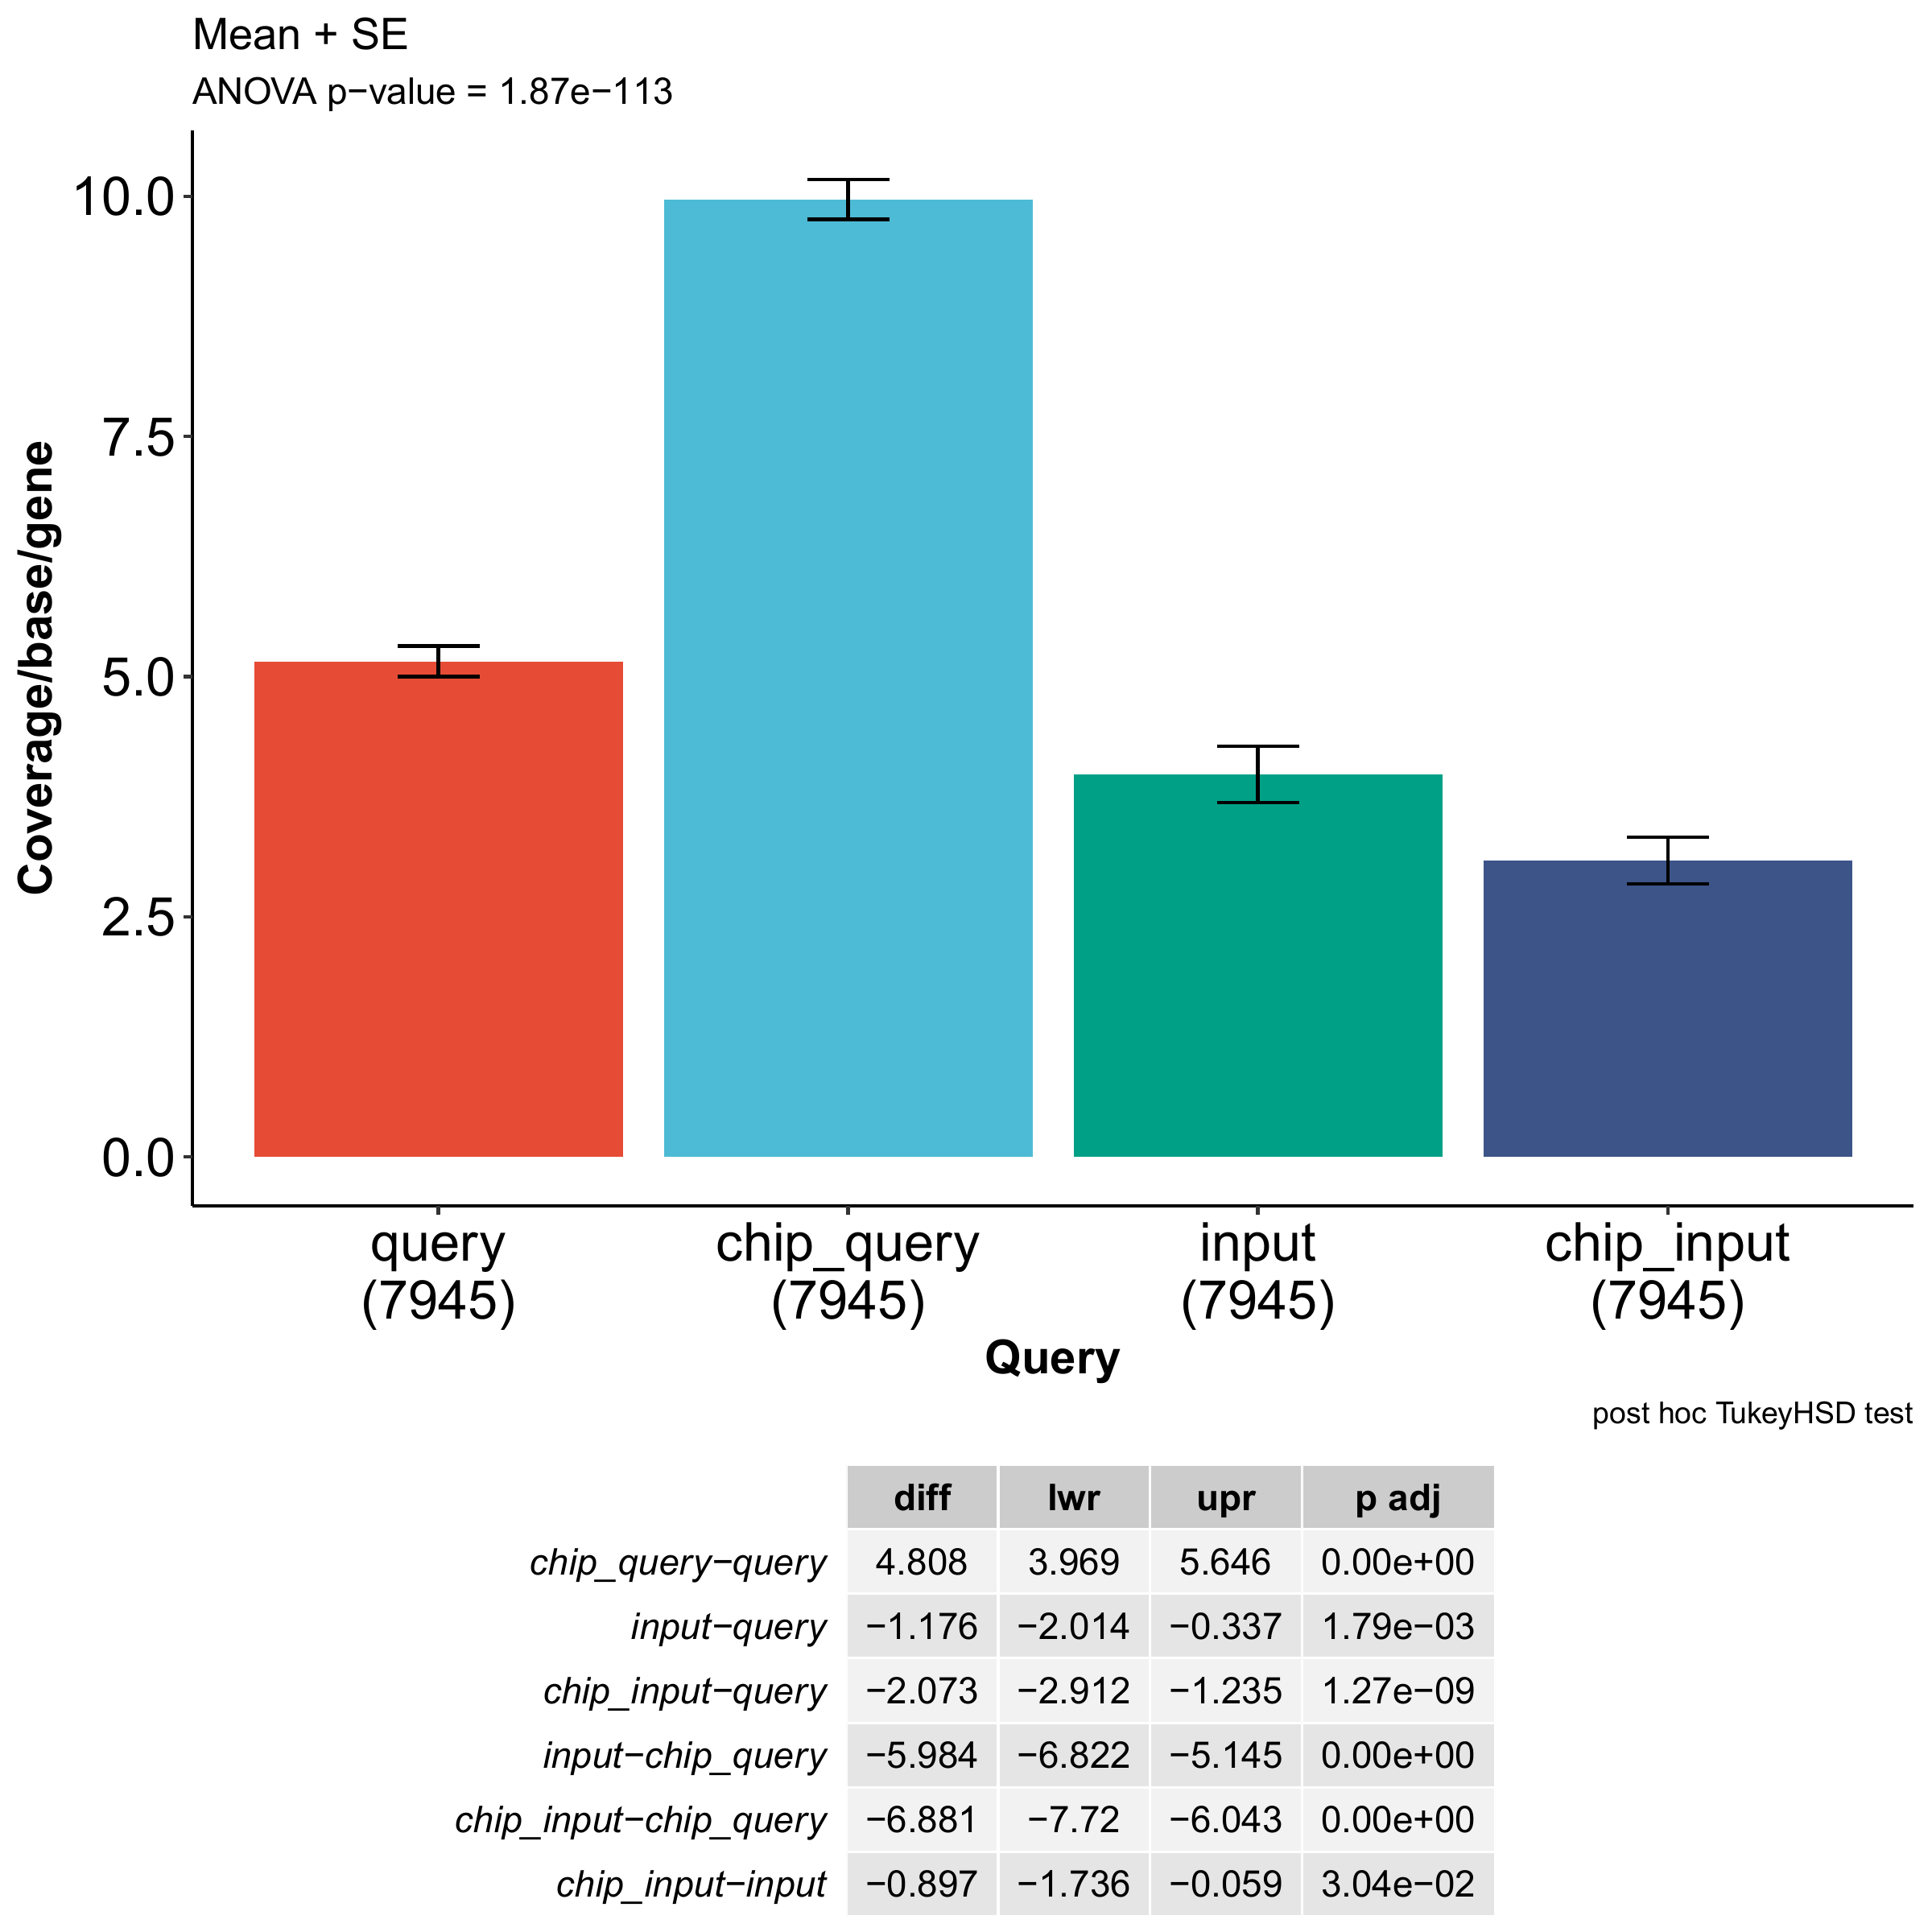 Mean + SE
ANOVA p−value = 1.87e−113
10.0
7.5
5.0
2.5
0.0
Coverage/base/gene
query chip_query input chip_input
(7945) (7945) (7945) (7945)
Query
post hoc TukeyHSD test
diff lwr upr p adj
chip_query−query 4.808 3.969 5.646 0.00e+00
input−query −1.176 −2.014 −0.337 1.79e−03
chip_input−query −2.073 −2.912 −1.235 1.27e−09
input−chip_query −5.984 −6.822 −5.145 0.00e+00
chip_input−chip_query −6.881 −7.72 −6.043 0.00e+00
chip_input−input −0.897 −1.736 −0.059 3.04e−02